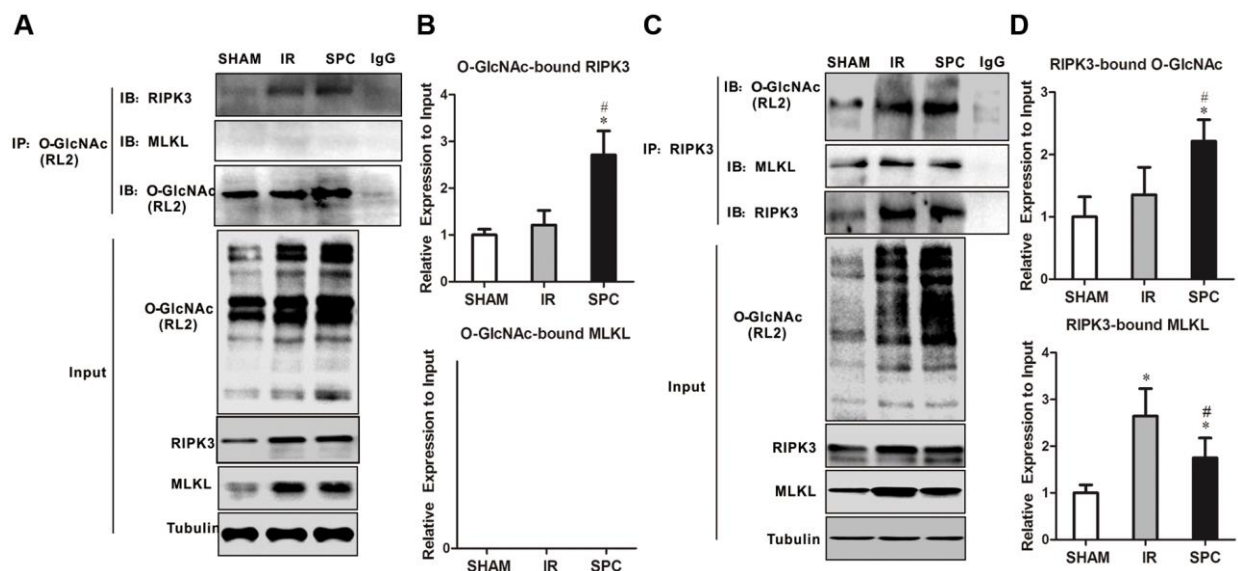 A
SHAM IR SPC IgG
IB: RIPK3
IP: O-GlcNAc
(RL2)
IB: MLKL
IB: O-GlcNAc
(RL2)
O-GlcNAc
(RL2)
Input
RIPK3
MLKL
Tubulin
B
O-GlcNAc-bound RIPK3
Relative Expression to Input
4
3
2
1
0
#
*
SHAM IR SPC
O-GlcNAc-bound MLKL
Relative Expression to Input
0
SHAM IR SPC
C
SHAM IR SPC IgG
IB: O-GlcNAc
(RL2)
IP: RIPK3
IB: MLKL
IB: RIPK3
O-GlcNAc
(RL2)
Input
RIPK3
MLKL
Tubulin
D
RIPK3-bound O-GlcNAc
Relative Expression to Input
3
2
1
0
#
*
SHAM IR SPC
RIPK3-bound MLKL
Relative Expression to Input
4
3
2
1
0
*
#
*
SHAM IR SPC